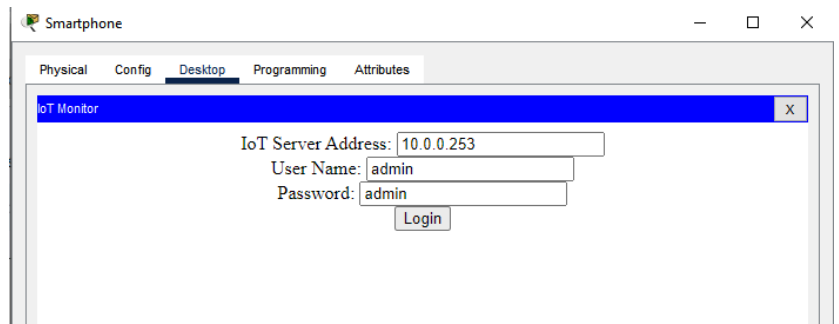 Smartphone
Physical Config Desktop Programming Attributes
IoT Monitor X
IoT Server Address: 10.0.0.253
User Name: admin
Password: admin
Login